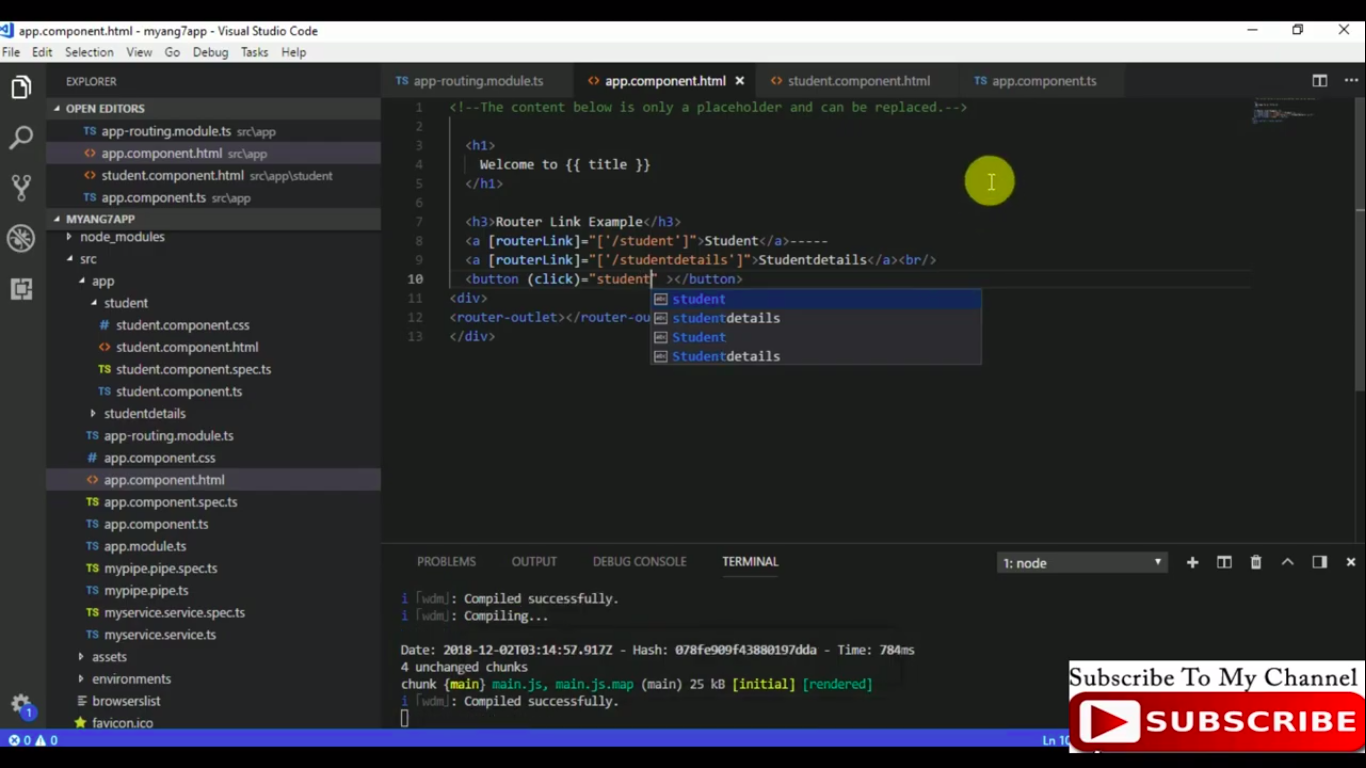 app.component.html - myang7app - Visual Studio Code
File Edit Selection View Go Debug Tasks Help
EXPLORER
OPEN EDITORS
TS app-routing.module.ts src\app
<> app.component.html src\app
<> student.component.html src\app\student
TS app.component.ts src\app
MYANG7APP
node_modules
src
app
student
# student.component.css
<> student.component.html
TS student.component.spec.ts
TS student.component.ts
studentdetails
TS app-routing.module.ts
# app.component.css
<> app.component.html
TS app.component.spec.ts
TS app.component.ts
TS app.module.ts
TS mypipe.pipe.spec.ts
TS mypipe.pipe.ts
TS myservice.service.spec.ts
TS myservice.service.ts
assets
environments
browserslist
favicon.ico
TS app-routing.module.ts <> app.component.html × <> student.component.html TS app.component.ts
1 <!--The content below is only a placeholder and can be replaced.-->
2
3 <h1>
4 Welcome to {{ title }}
5 </h1>
6
7 <h3>Router Link Example</h3>
8 <a [routerLink]="['/student']">Student</a>-----
9 <a [routerLink]="['/studentdetails']">Studentdetails</a><br/>
10 <button (click)="student" ></button>
11 <div>
12 <router-outlet></router-ou
13 </div>
abc student
abc studentdetails
abc Student
abc Studentdetails
PROBLEMS OUTPUT DEBUG CONSOLE TERMINAL 1: node
i ｢wdm｣: Compiled successfully.
i ｢wdm｣: Compiling...
Date: 2018-12-02T03:14:57.917Z - Hash: 078fe909f43880197dda - Time: 784ms
4 unchanged chunks
chunk {main} main.js, main.js.map (main) 25 kB [initial] [rendered]
i ｢wdm｣: Compiled successfully.
1
0 0
Ln 10
Subscribe To My Channel
SUBSCRIBE